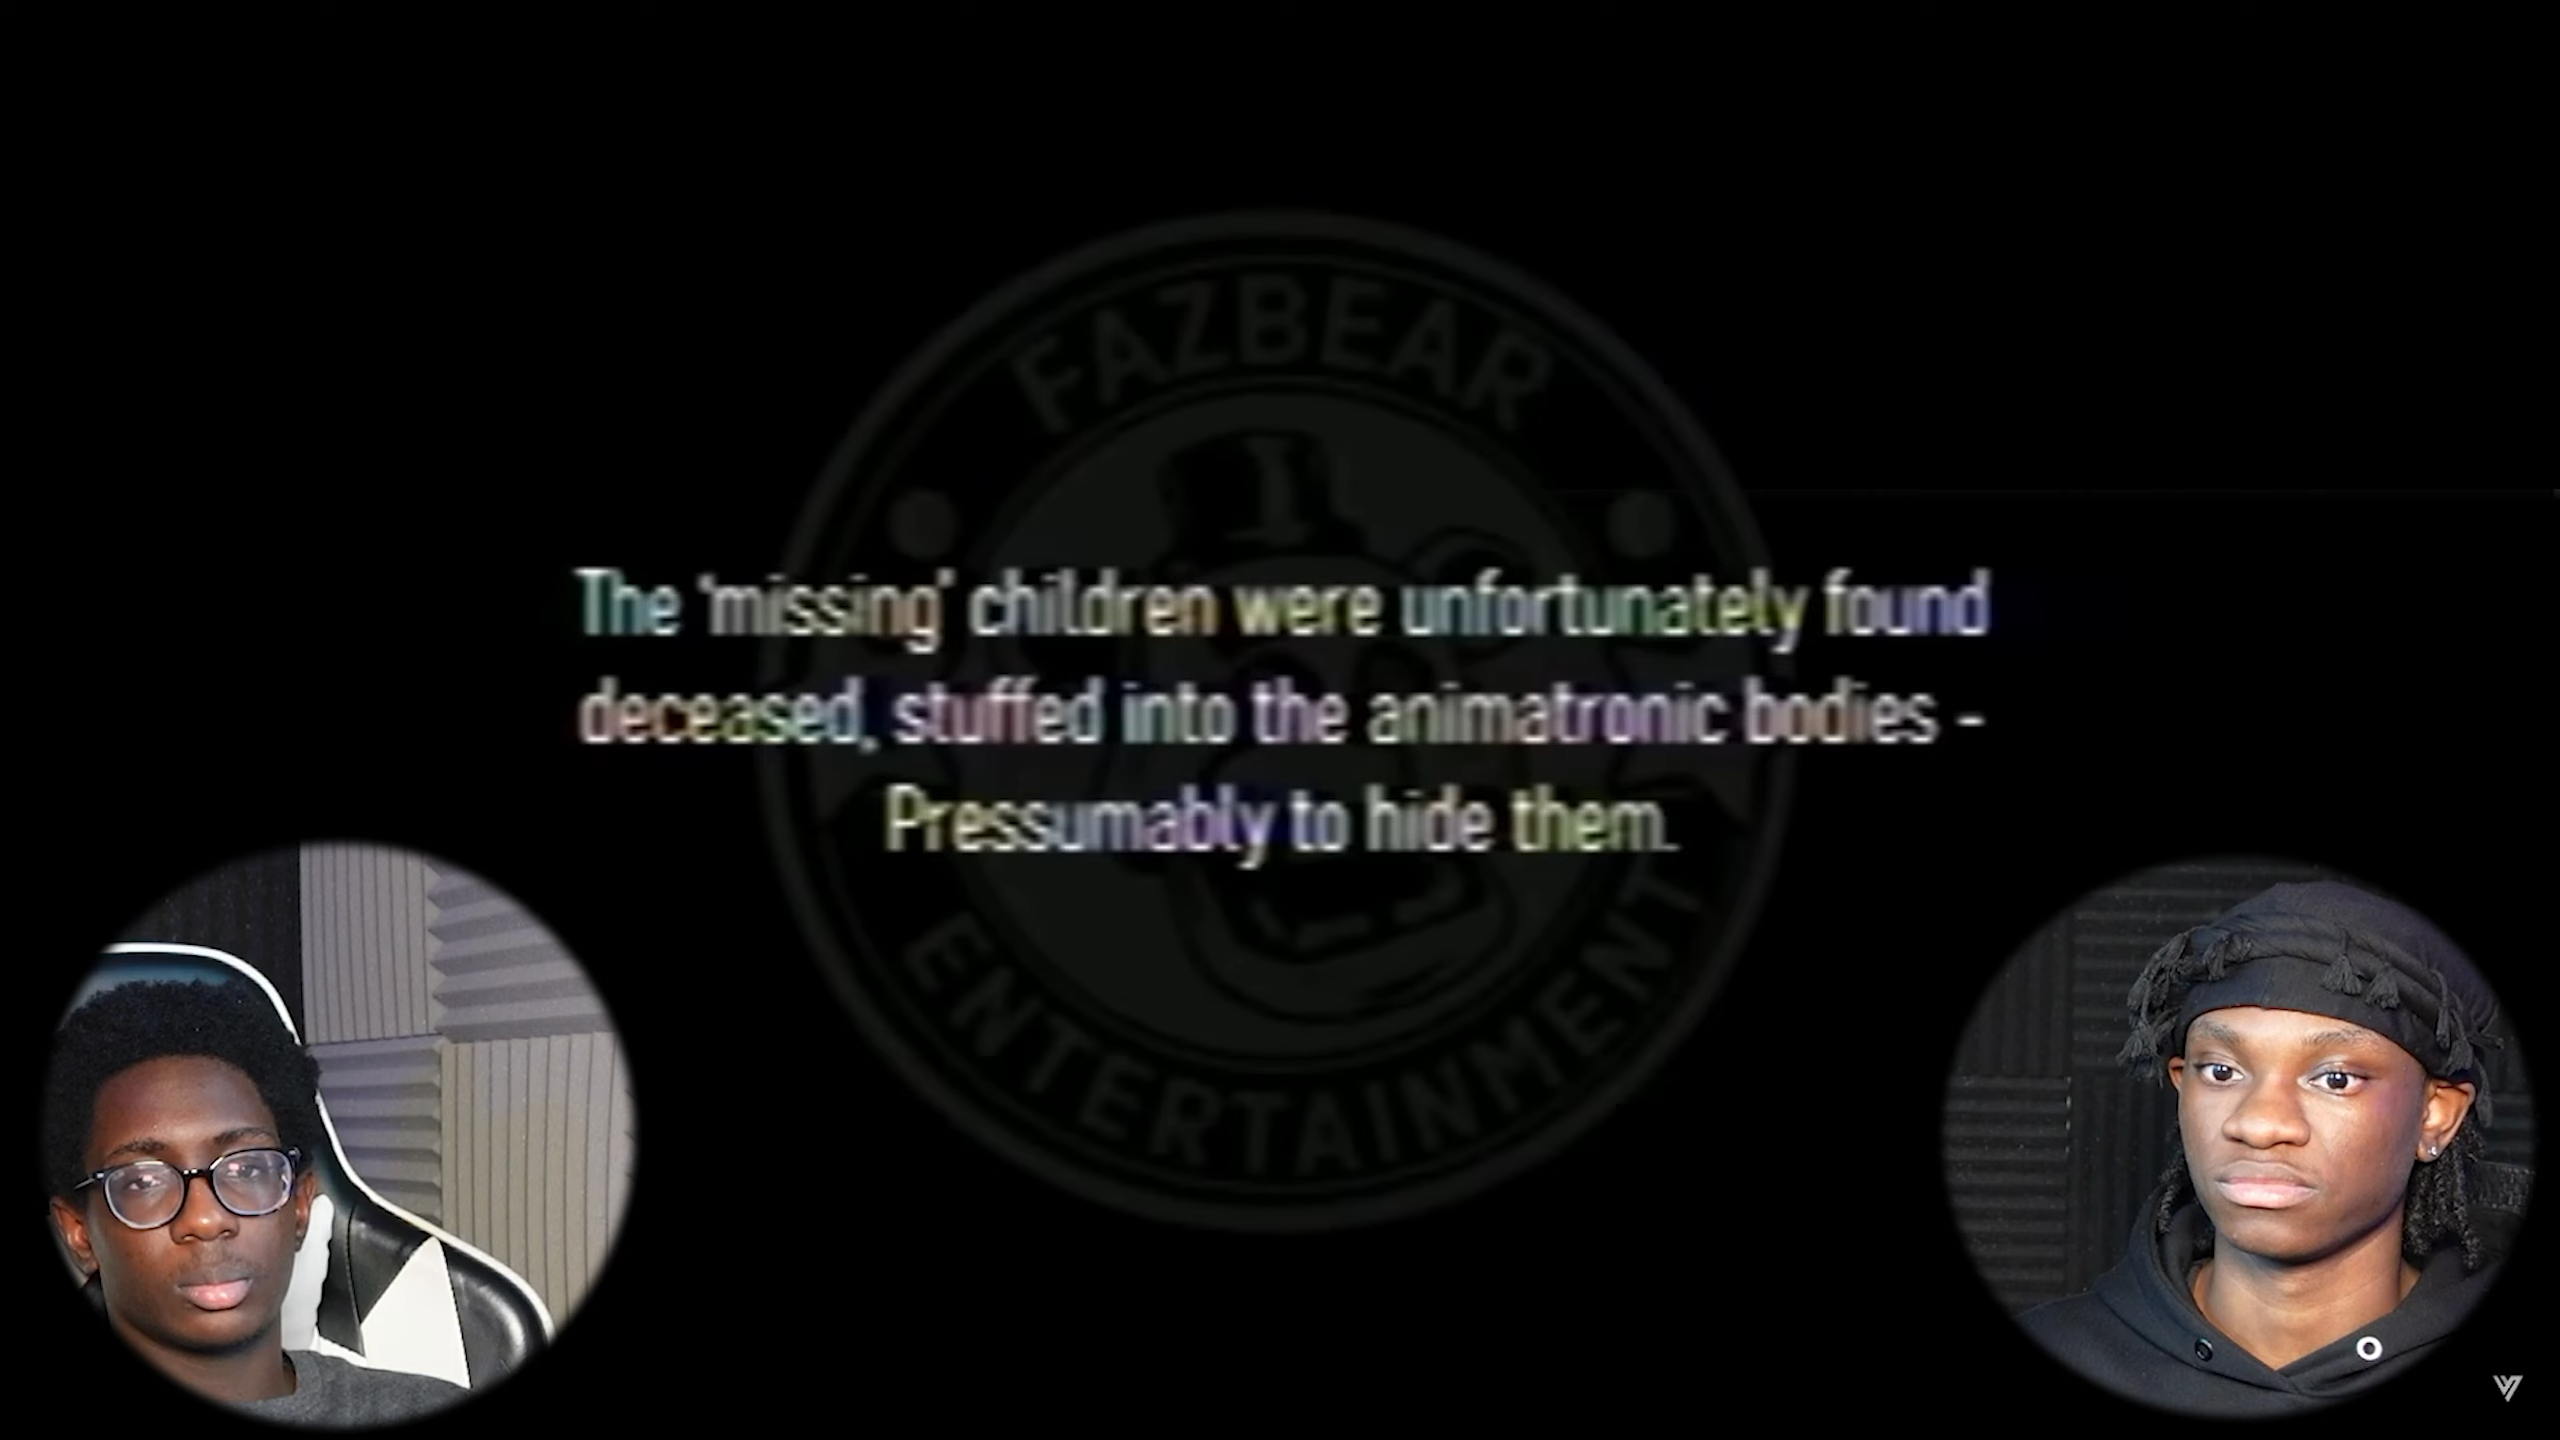 FAZBEAR
The ‘missing’ children were unfortunately found
deceased, stuffed into the animatronic bodies -
Pressumably to hide them.
ENTERTAINMENT